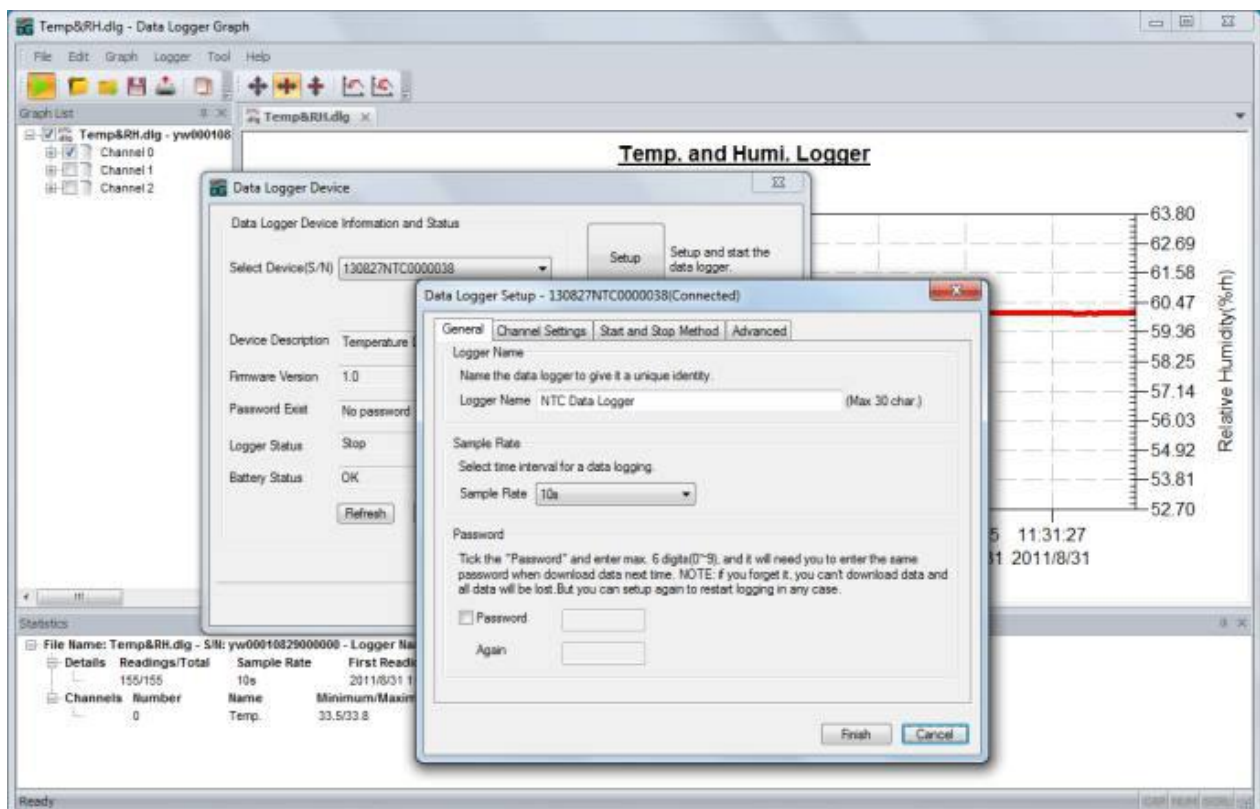 Temp&RH.dlg - Data Logger Graph
File Edit Graph Logger Tool Help
Graph List
Temp&RH.dlg
Temp&RH.dlg - yw000108
Channel 0
Channel 1
Channel 2
Temp. and Humi. Logger
63.80
62.69
61.58
60.47
59.36
58.25
57.14
56.03
54.92
53.81
52.70
Relative Humidity(%rh)
5 11:31:27
31 2011/8/31
Data Logger Device
Data Logger Device Information and Status
Select Device(S/N) 130827NTC0000038
Setup
Setup and start the
data logger.
Device Description Temperature
Firmware Version 1.0
Password Exist No password
Logger Status Stop
Battery Status OK
Refresh
Data Logger Setup - 130827NTC0000038(Connected)
General Channel Settings Start and Stop Method Advanced
Logger Name
Name the data logger to give it a unique identity.
Logger Name NTC Data Logger (Max 30 char.)
Sample Rate
Select time interval for a data logging.
Sample Rate 10s
Password
Tick the "Password" and enter max. 6 digits(0~9), and it will need you to enter the same
password when download data next time. NOTE: if you forget it, you can't download data and
all data will be lost.But you can setup again to restart logging in any case.
Password
Again
Finish Cancel
Statistics
File Name: Temp&RH.dlg - S/N: yw00010829000000 - Logger Na
Details Readings/Total Sample Rate First Readi
155/155 10s 2011/8/31 1
Channels Number Name Minimum/Maxim
0 Temp. 33.5/33.8
Ready
CAP NUM SCRL